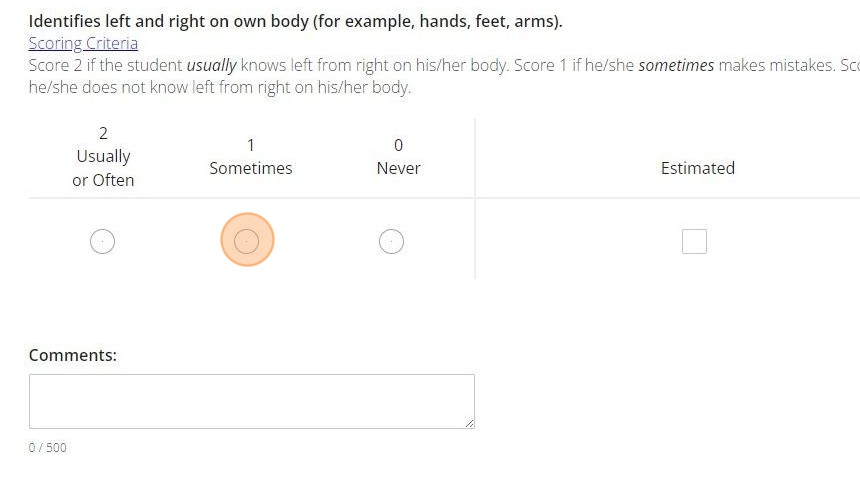 Identifies left and right on own body (for example, hands, feet, arms).
Scoring Criteria
Score 2 if the student usually knows left from right on his/her body. Score 1 if he/she sometimes makes mistakes.
he/she does not know left from right on his/her body.
2
Usually
or Often
1
Sometimes
0
Never
Estimated
Comments:
0 / 500